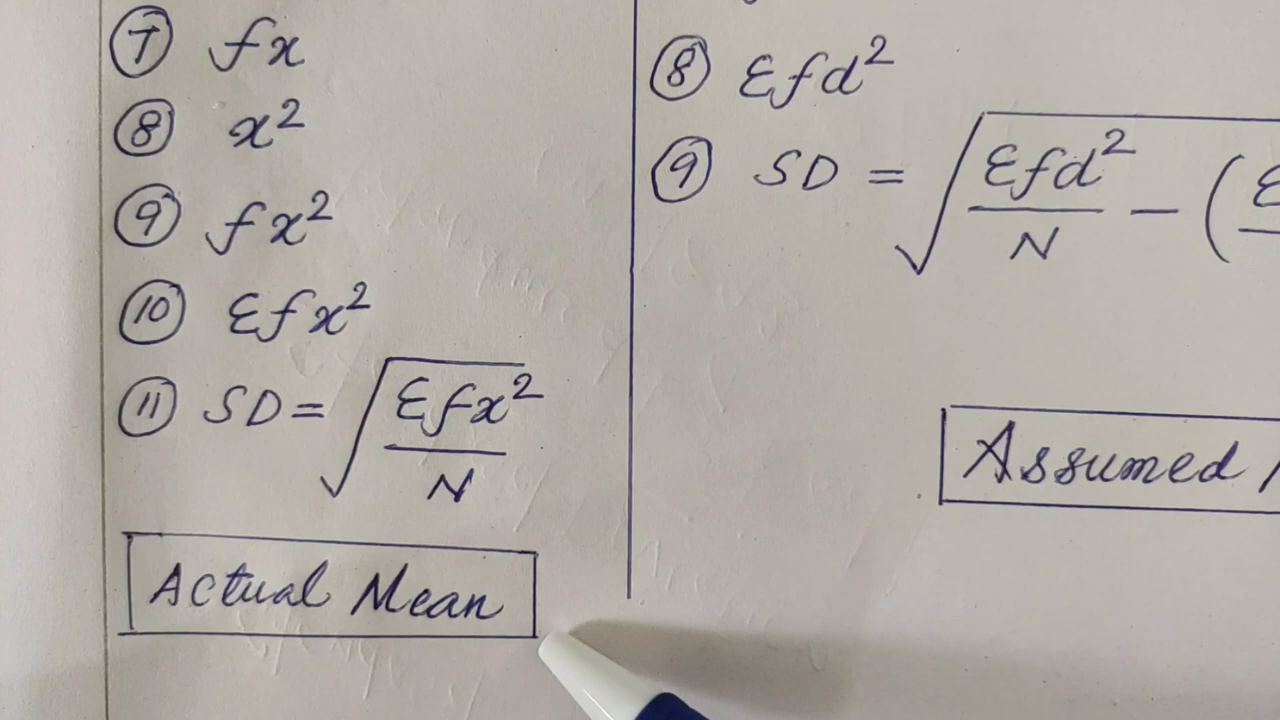 ⑦ fx
⑧ x²
⑨ fx²
⑩ Σfx²
⑪ SD = √Σfx²/N
Actual Mean
⑧ Σfd²
⑨ SD = √Σfd²/N - (Σ
Assumed